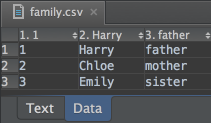 family.csv ×
1. 1 2. Harry 3. father
1 1 Harry father
2 2 Chloe mother
3 3 Emily sister
Text Data